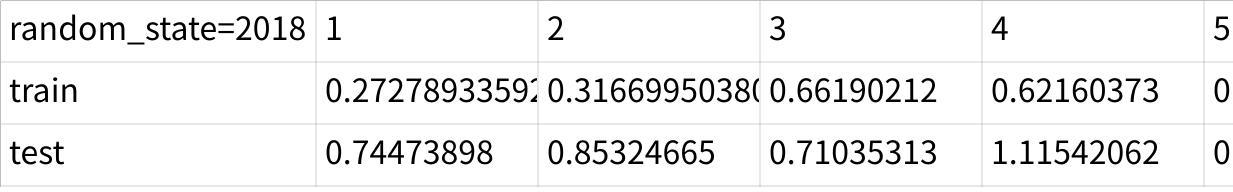 random_state=2018 1 2 3 4 5
train 0.27278933592 0.31669950380 0.66190212 0.62160373 0
test 0.74473898 0.85324665 0.71035313 1.11542062 0